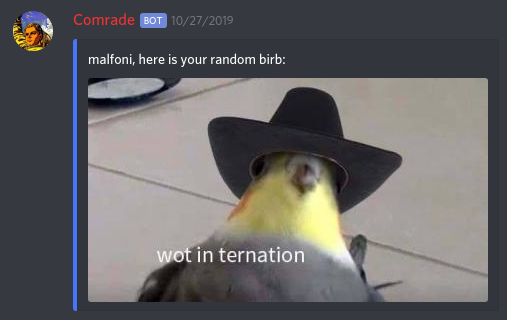 Comrade BOT 10/27/2019
malfoni, here is your random birb:
wot in ternation